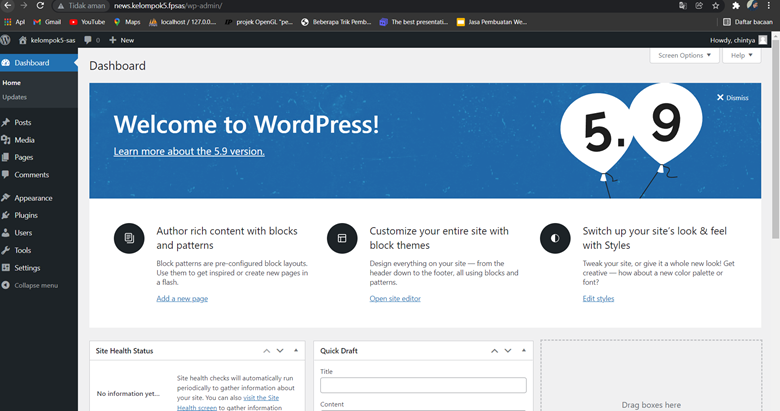 Tidak aman
news.kelompok5.fpsas/wp-admin/
Apl
Gmail
YouTube
Maps
localhost / 127.0.0...
projek OpenGL "pe...
Beberapa Trik Pemb...
The best presentati...
Jasa Pembuatan We...
Daftar bacaan
kelompok5-sas
0
New
Howdy, chintya
Dashboard
Home
Updates
Posts
Media
Pages
Comments
Appearance
Plugins
Users
Tools
Settings
Collapse menu
Screen Options
Help
Dashboard
Dismiss
Welcome to WordPress!
Learn more about the 5.9 version.
5.9
Author rich content with blocks
and patterns
Block patterns are pre-configured block layouts.
Use them to get inspired or create new pages in
a flash.
Add a new page
Customize your entire site with
block themes
Design everything on your site — from the
header down to the footer, all using blocks and
patterns.
Open site editor
Switch up your site's look & feel
with Styles
Tweak your site, or give it a whole new look! Get
creative — how about a new color palette or
font?
Edit styles
Site Health Status
No information yet...
Site health checks will automatically run
periodically to gather information about
your site. You can also visit the Site
Health screen to gather information
Quick Draft
Title
Content
Drag boxes here